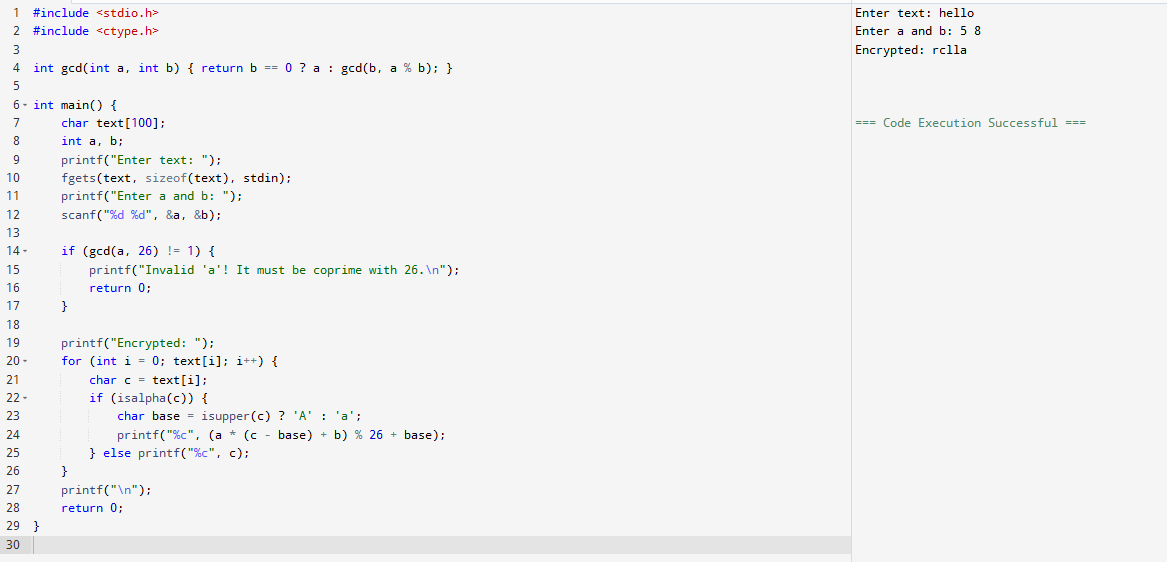 1 #include <stdio.h>
2 #include <ctype.h>
3
4 int gcd(int a, int b) { return b == 0 ? a : gcd(b, a % b); }
5
6 int main() {
7     char text[100];
8     int a, b;
9     printf("Enter text: ");
10     fgets(text, sizeof(text), stdin);
11     printf("Enter a and b: ");
12     scanf("%d %d", &a, &b);
13
14     if (gcd(a, 26) != 1) {
15         printf("Invalid 'a'! It must be coprime with 26.\n");
16         return 0;
17     }
18
19     printf("Encrypted: ");
20     for (int i = 0; text[i]; i++) {
21         char c = text[i];
22         if (isalpha(c)) {
23             char base = isupper(c) ? 'A' : 'a';
24             printf("%c", (a * (c - base) + b) % 26 + base);
25         } else printf("%c", c);
26     }
27     printf("\n");
28     return 0;
29 }
30
Enter text: hello
Enter a and b: 5 8
Encrypted: rclla
=== Code Execution Successful ===